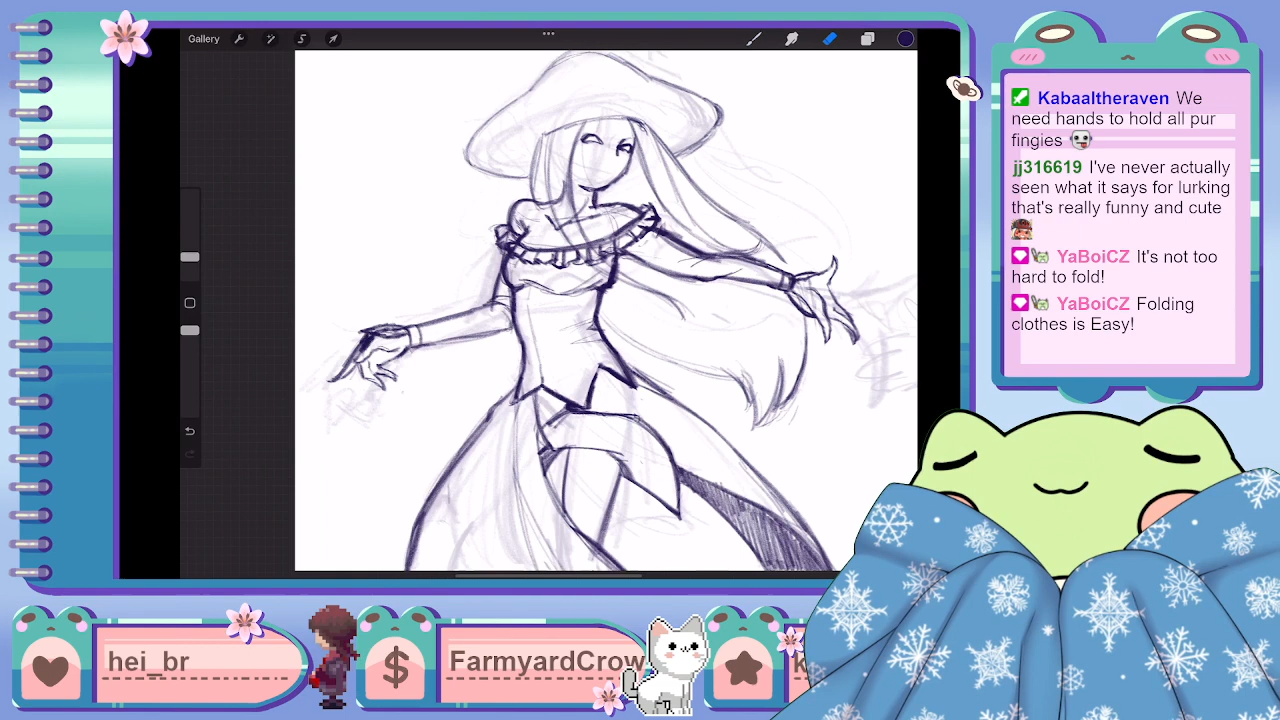 Gallery
Kabaaltheraven We
need hands to hold all pur
fingies
jj316619 I've never actually
seen what it says for lurking
that's really funny and cute
YaBoiCZ It's not too
hard to fold!
YaBoiCZ Folding
clothes is Easy!
hei_br
$ FarmyardCrow